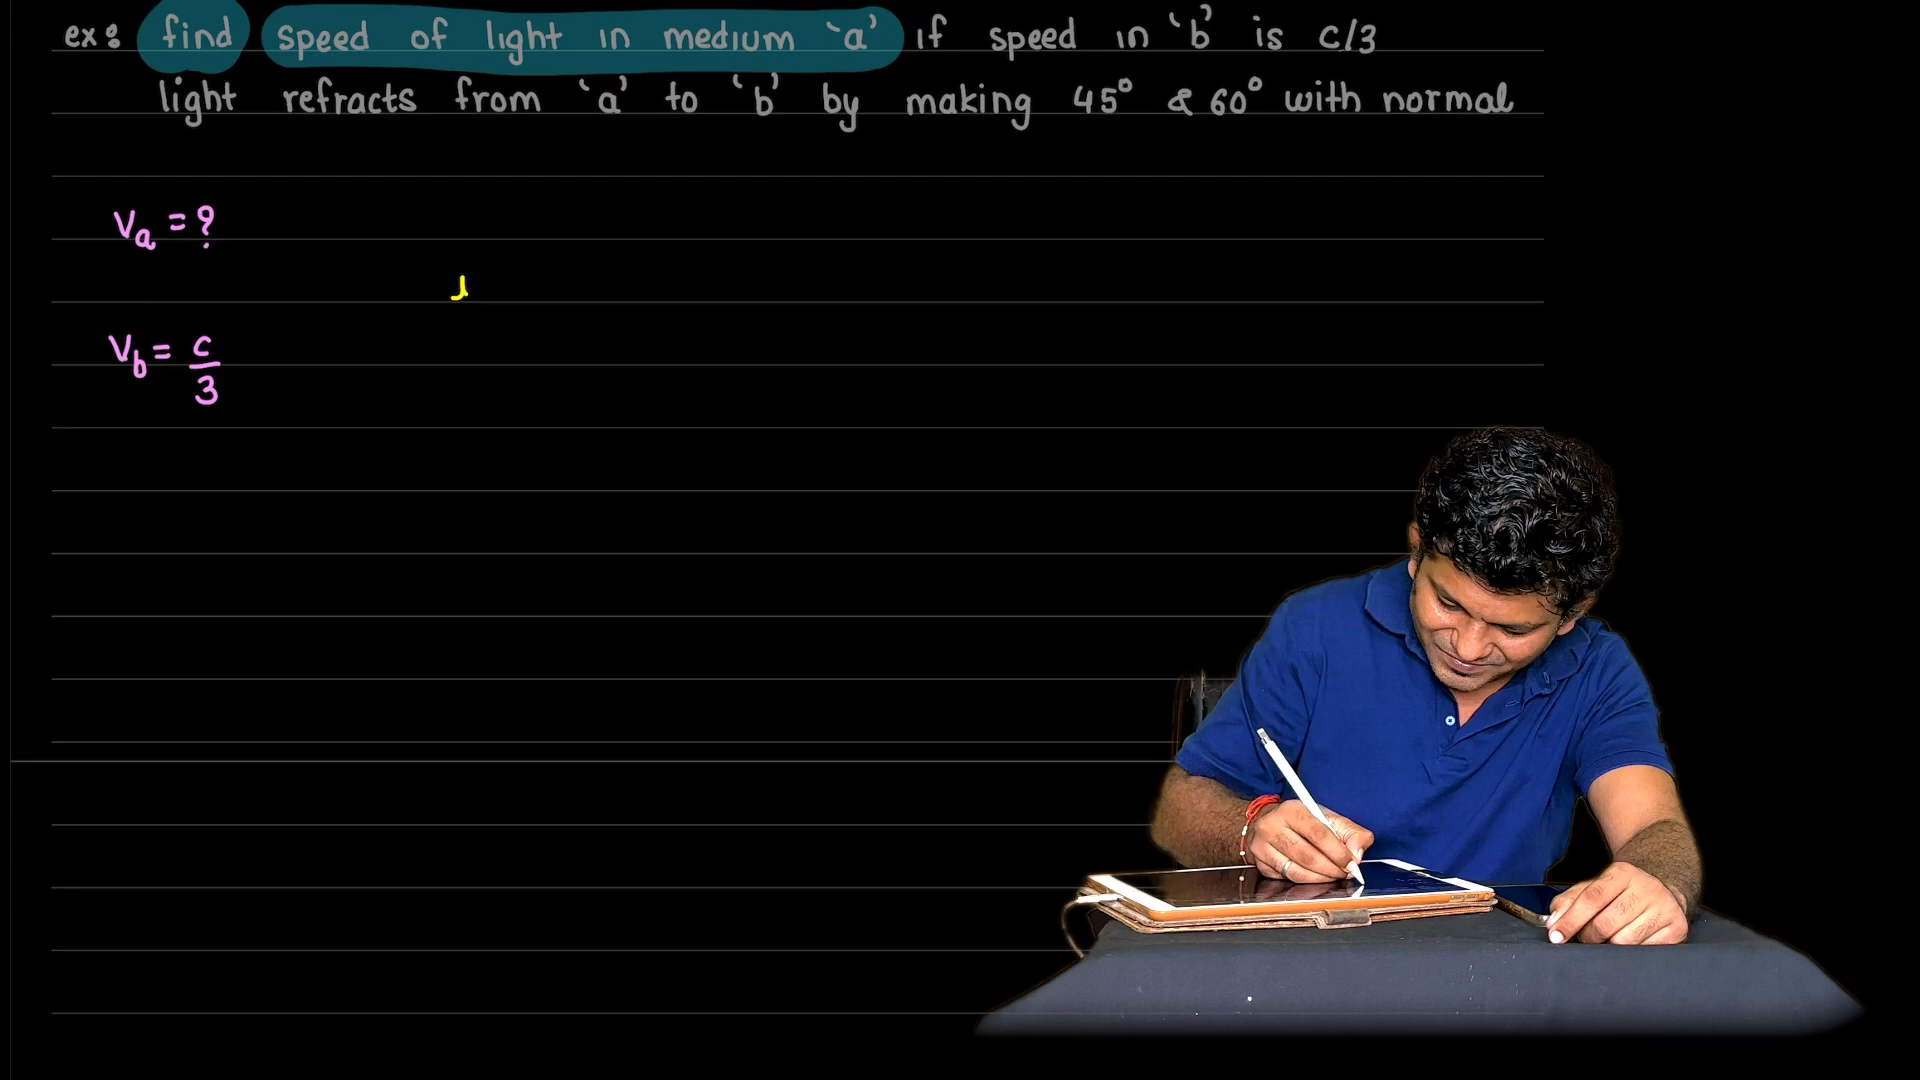 ex: find speed of light in medium 'a' if speed in 'b' is c/3
light refracts from 'a' to 'b' by making 45° & 60° with normal
Va = ?
Vb = c/3